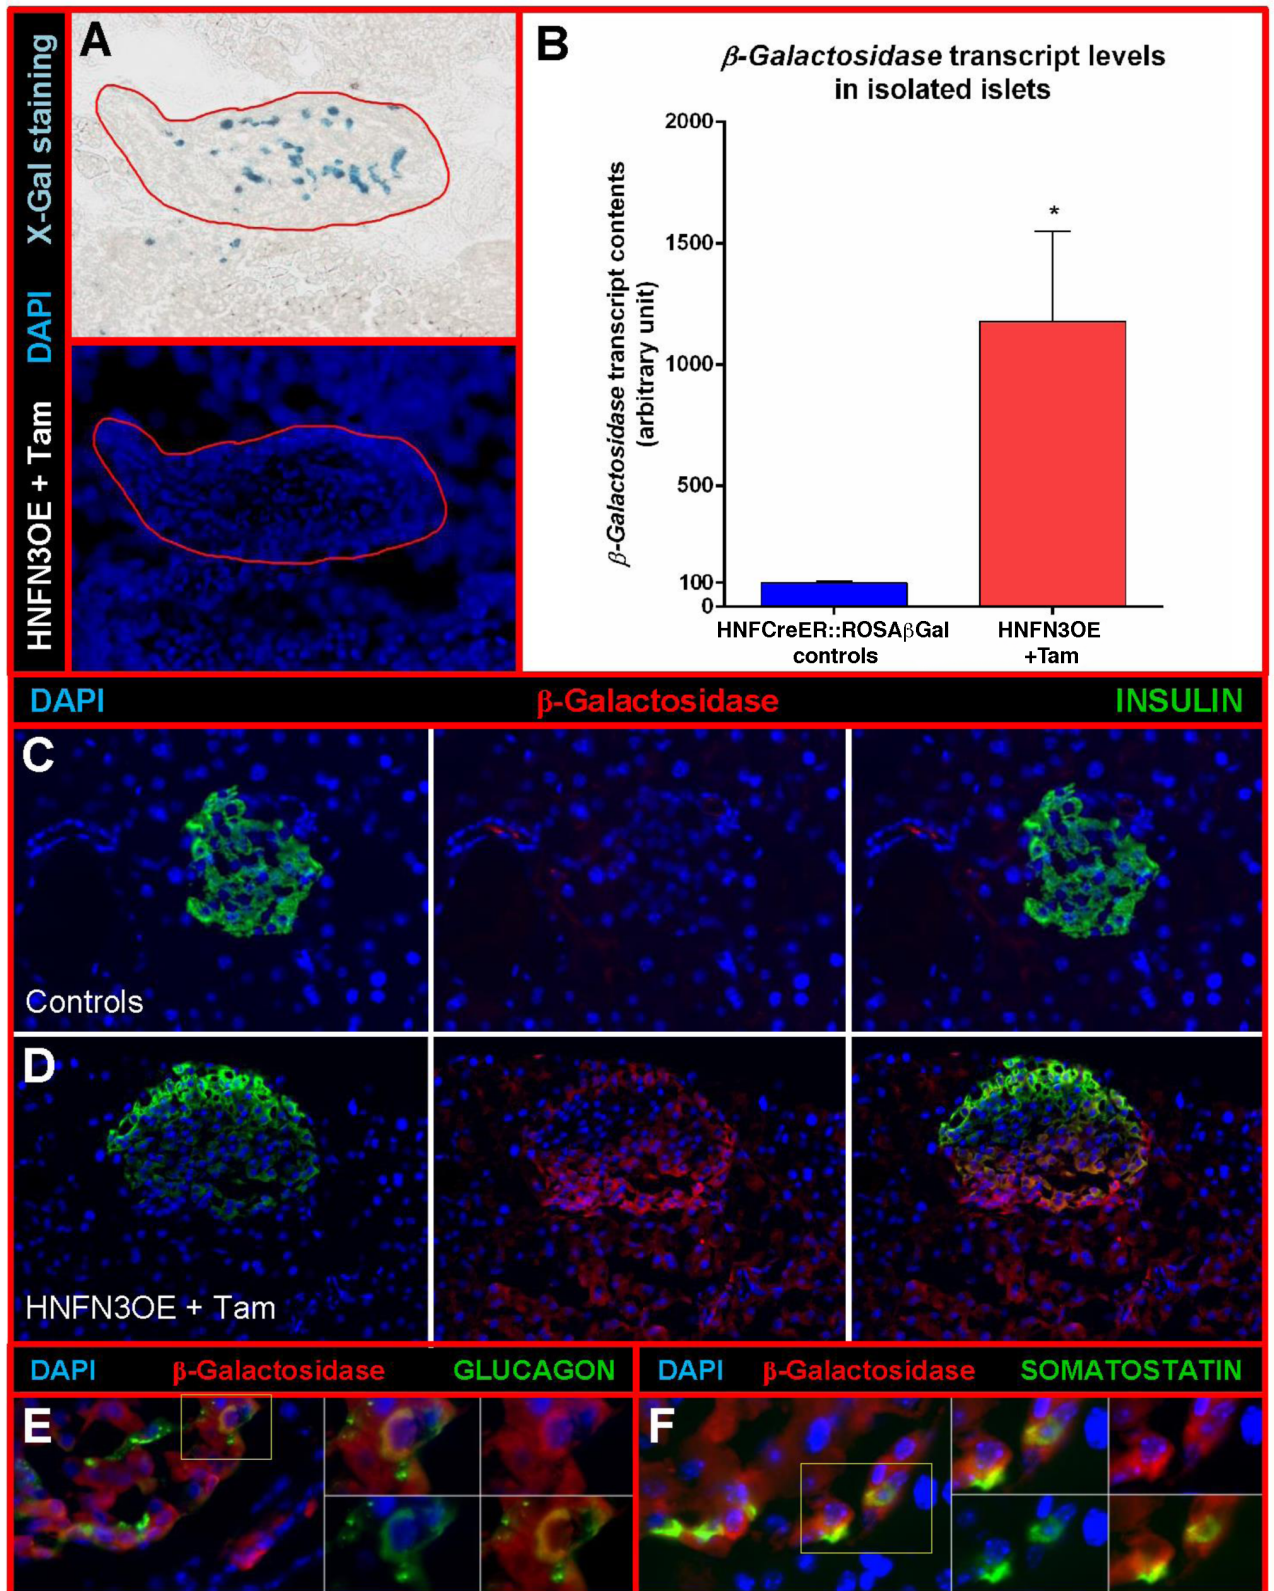 HNFN3OE + Tam DAPI X-Gal staining
A
B
β-Galactosidase transcript levels
in isolated islets
β-Galactosidase transcript contents
(arbitrary unit)
2000
1500
1000
500
100
0
*
HNFCreER::ROSAβGal
controls
HNFN3OE
+Tam
DAPI β-Galactosidase INSULIN
C
Controls
D
HNFN3OE + Tam
DAPI β-Galactosidase GLUCAGON
DAPI β-Galactosidase SOMATOSTATIN
E
F